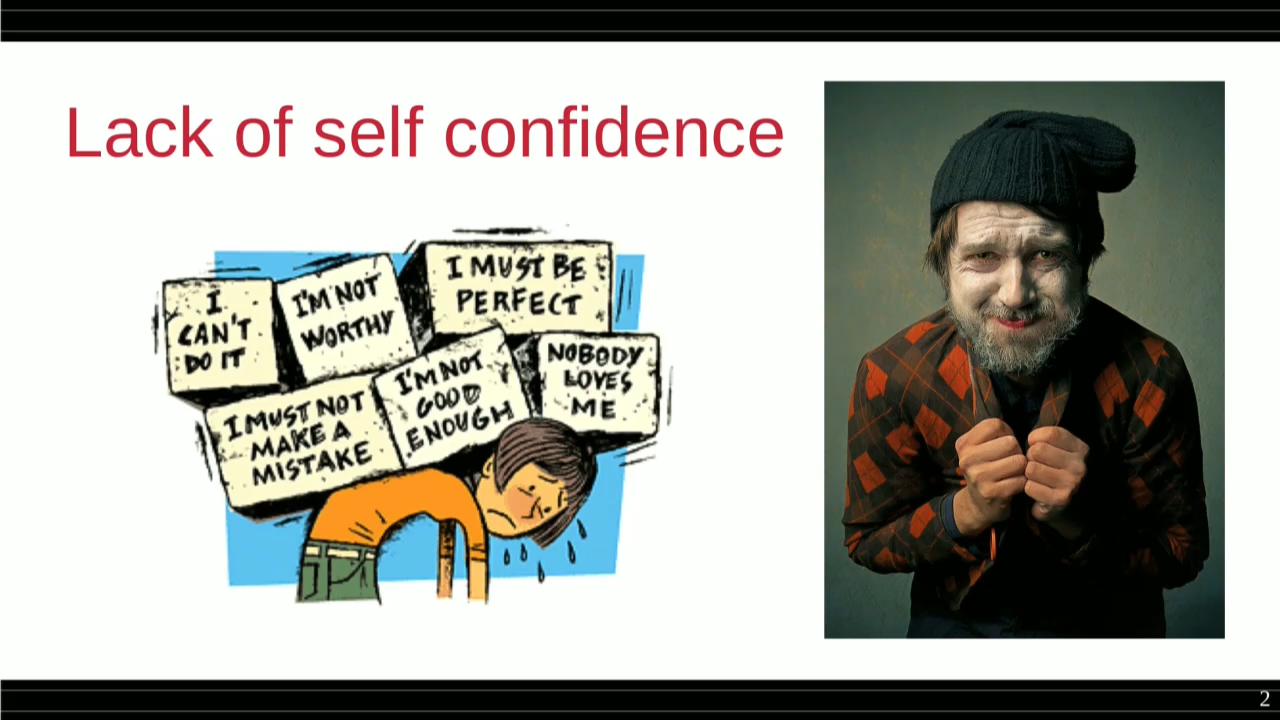 Lack of self confidence
I
CAN'T
DO IT
I'M NOT
WORTHY
I MUST BE
PERFECT
I MUST NOT
MAKE A
MISTAKE
I'M NOT
GOOD
ENOUGH
NOBODY
LOVES
ME
2